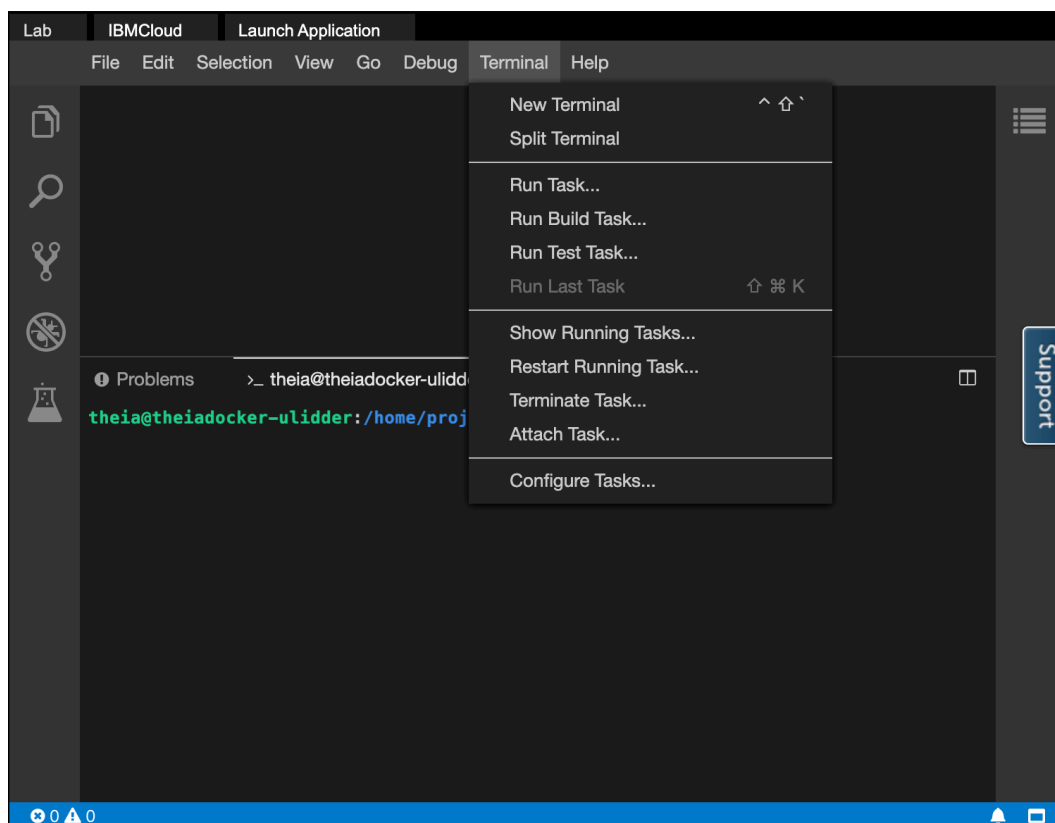 Lab IBMCloud Launch Application
File Edit Selection View Go Debug Terminal Help
New Terminal ^ ⇧ `
Split Terminal
Run Task...
Run Build Task...
Run Test Task...
Run Last Task ⇧ ⌘ K
Show Running Tasks...
Restart Running Task...
Terminate Task...
Attach Task...
Configure Tasks...
Problems >_ theia@theiadocker-ulidd
theia@theiadocker-ulidder:/home/proj
Support
0 0